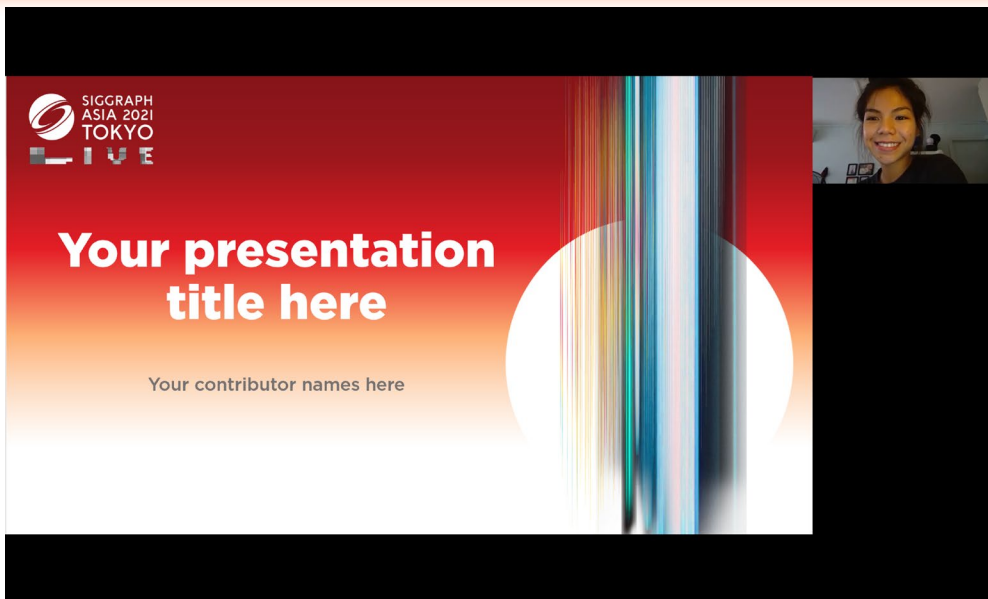 SIGGRAPH
ASIA 2021
TOKYO
LIVE
Your presentation
title here
Your contributor names here